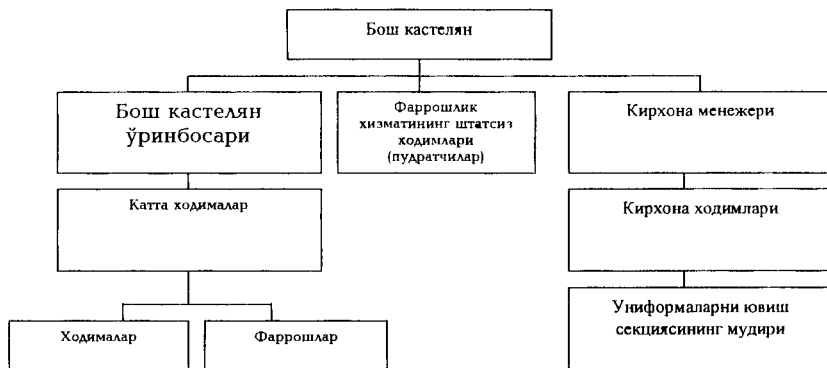 Бош кастелян
Бош кастелян
ўринбосари
Фаррошлик
хизматининг штатсиз
ходимлари
(пудратчилар)
Кирхона менежери
Катта ходималар
Кирхона ходимлари
Ходималар
Фаррошлар
Униформаларни ювиш
секциясининг мудири